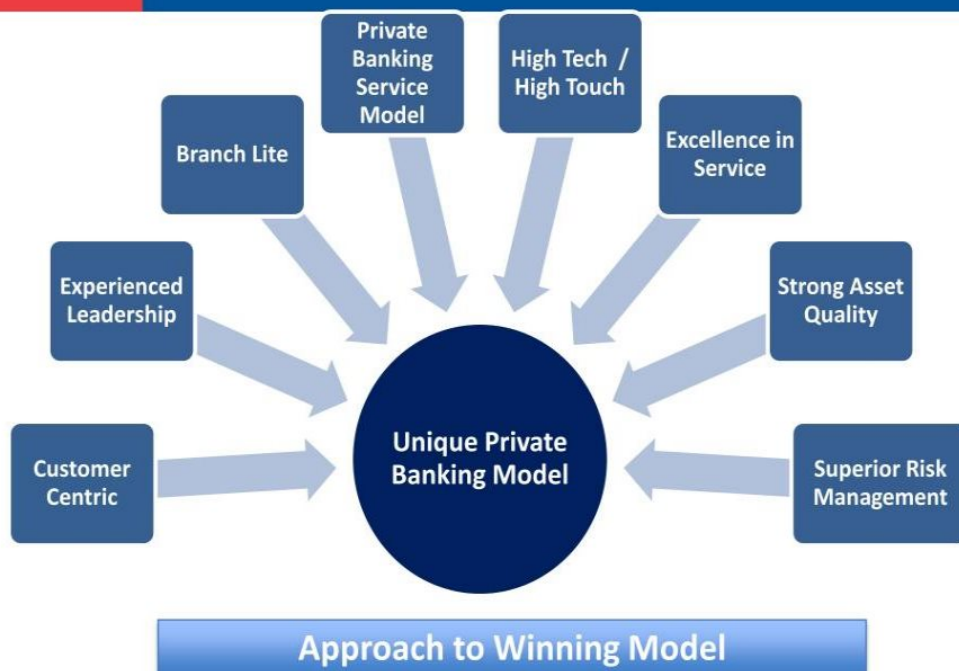 Private
Banking
Service
Model
High Tech /
High Touch
Branch Lite
Excellence in
Service
Experienced
Leadership
Strong Asset
Quality
Customer
Centric
Unique Private
Banking Model
Superior Risk
Management
Approach to Winning Model